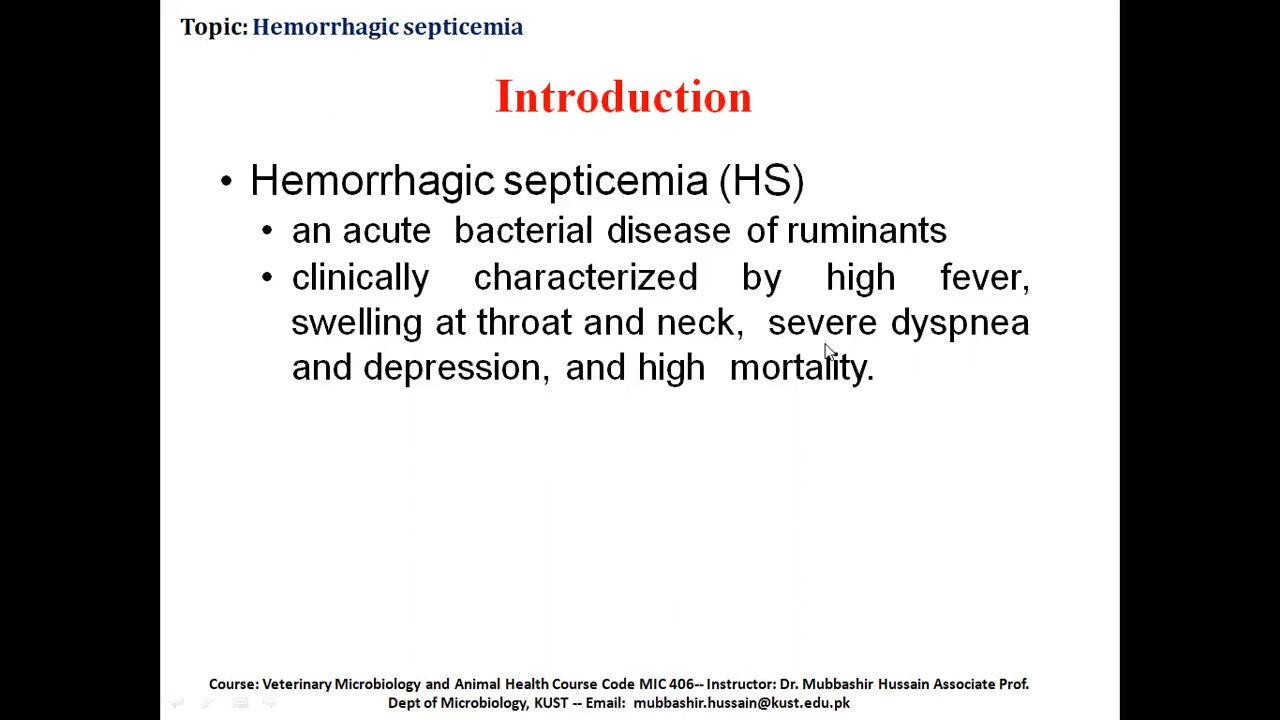 Topic: Hemorrhagic septicemia
Introduction
• Hemorrhagic septicemia (HS)
• an acute bacterial disease of ruminants
• clinically characterized by high fever,
swelling at throat and neck, severe dyspnea
and depression, and high mortality.
Course: Veterinary Microbiology and Animal Health Course Code MIC 406-- Instructor: Dr. Mubbashir Hussain Associate Prof.
Dept of Microbiology, KUST -- Email: mubbashir.hussain@kust.edu.pk